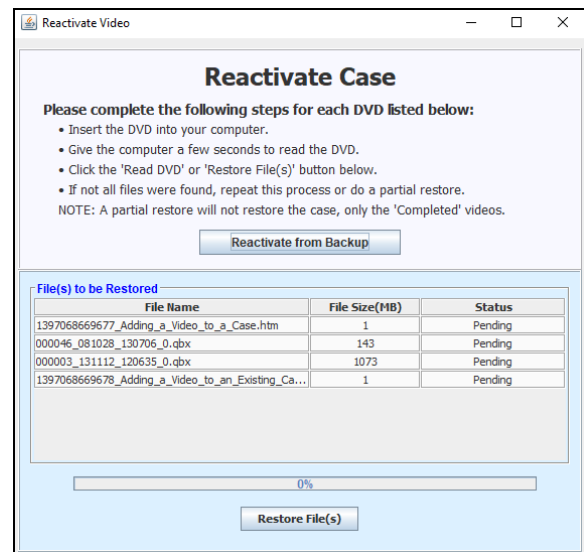 Reactivate Video
Reactivate Case
Please complete the following steps for each DVD listed below:
• Insert the DVD into your computer.
• Give the computer a few seconds to read the DVD.
• Click the 'Read DVD' or 'Restore File(s)' button below.
• If not all files were found, repeat this process or do a partial restore.
NOTE: A partial restore will not restore the case, only the 'Completed' videos.
Reactivate from Backup
File(s) to be Restored
File Name File Size(MB) Status
1397068669677_Adding_a_Video_to_a_Case.htm 1 Pending
000046_081028_130706_0.qbx 143 Pending
000003_131112_120635_0.qbx 1073 Pending
1397068669678_Adding_a_Video_to_an_Existing_Ca... 1 Pending
0%
Restore File(s)